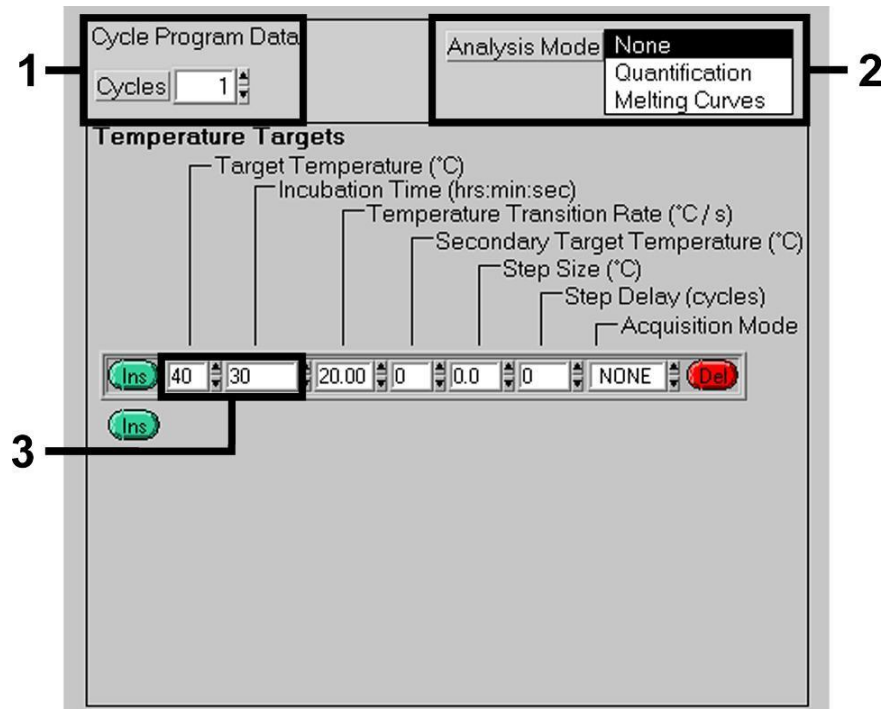 1
Cycle Program Data
Cycles 1
Analysis Mode None
Quantification
Melting Curves
2
Temperature Targets
Target Temperature (°C)
Incubation Time (hrs:min:sec)
Temperature Transition Rate (°C / s)
Secondary Target Temperature (°C)
Step Size (°C)
Step Delay (cycles)
Acquisition Mode
Ins 40 30 20.00 0 0.0 0 NONE Del
Ins
3